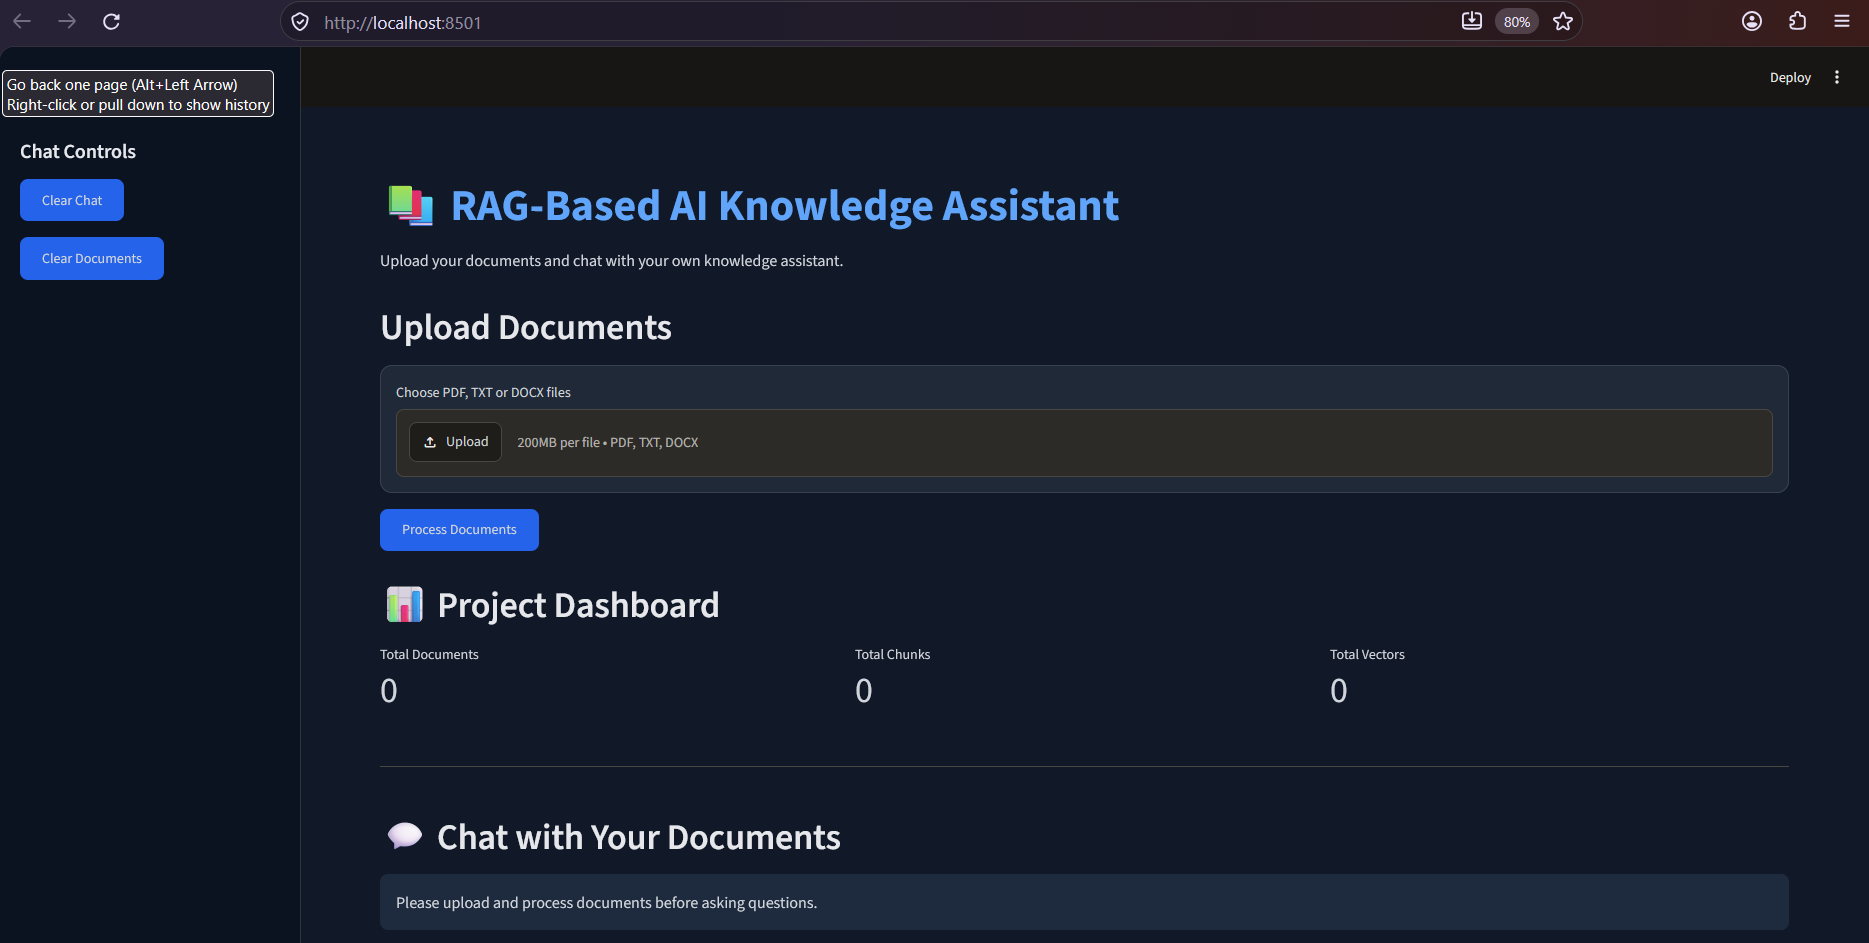 http://localhost:8501
80%
Go back one page (Alt+Left Arrow)
Right-click or pull down to show history
Deploy
Chat Controls
Clear Chat
Clear Documents
RAG-Based AI Knowledge Assistant
Upload your documents and chat with your own knowledge assistant.
Upload Documents
Choose PDF, TXT or DOCX files
Upload
200MB per file • PDF, TXT, DOCX
Process Documents
Project Dashboard
Total Documents
0
Total Chunks
0
Total Vectors
0
Chat with Your Documents
Please upload and process documents before asking questions.